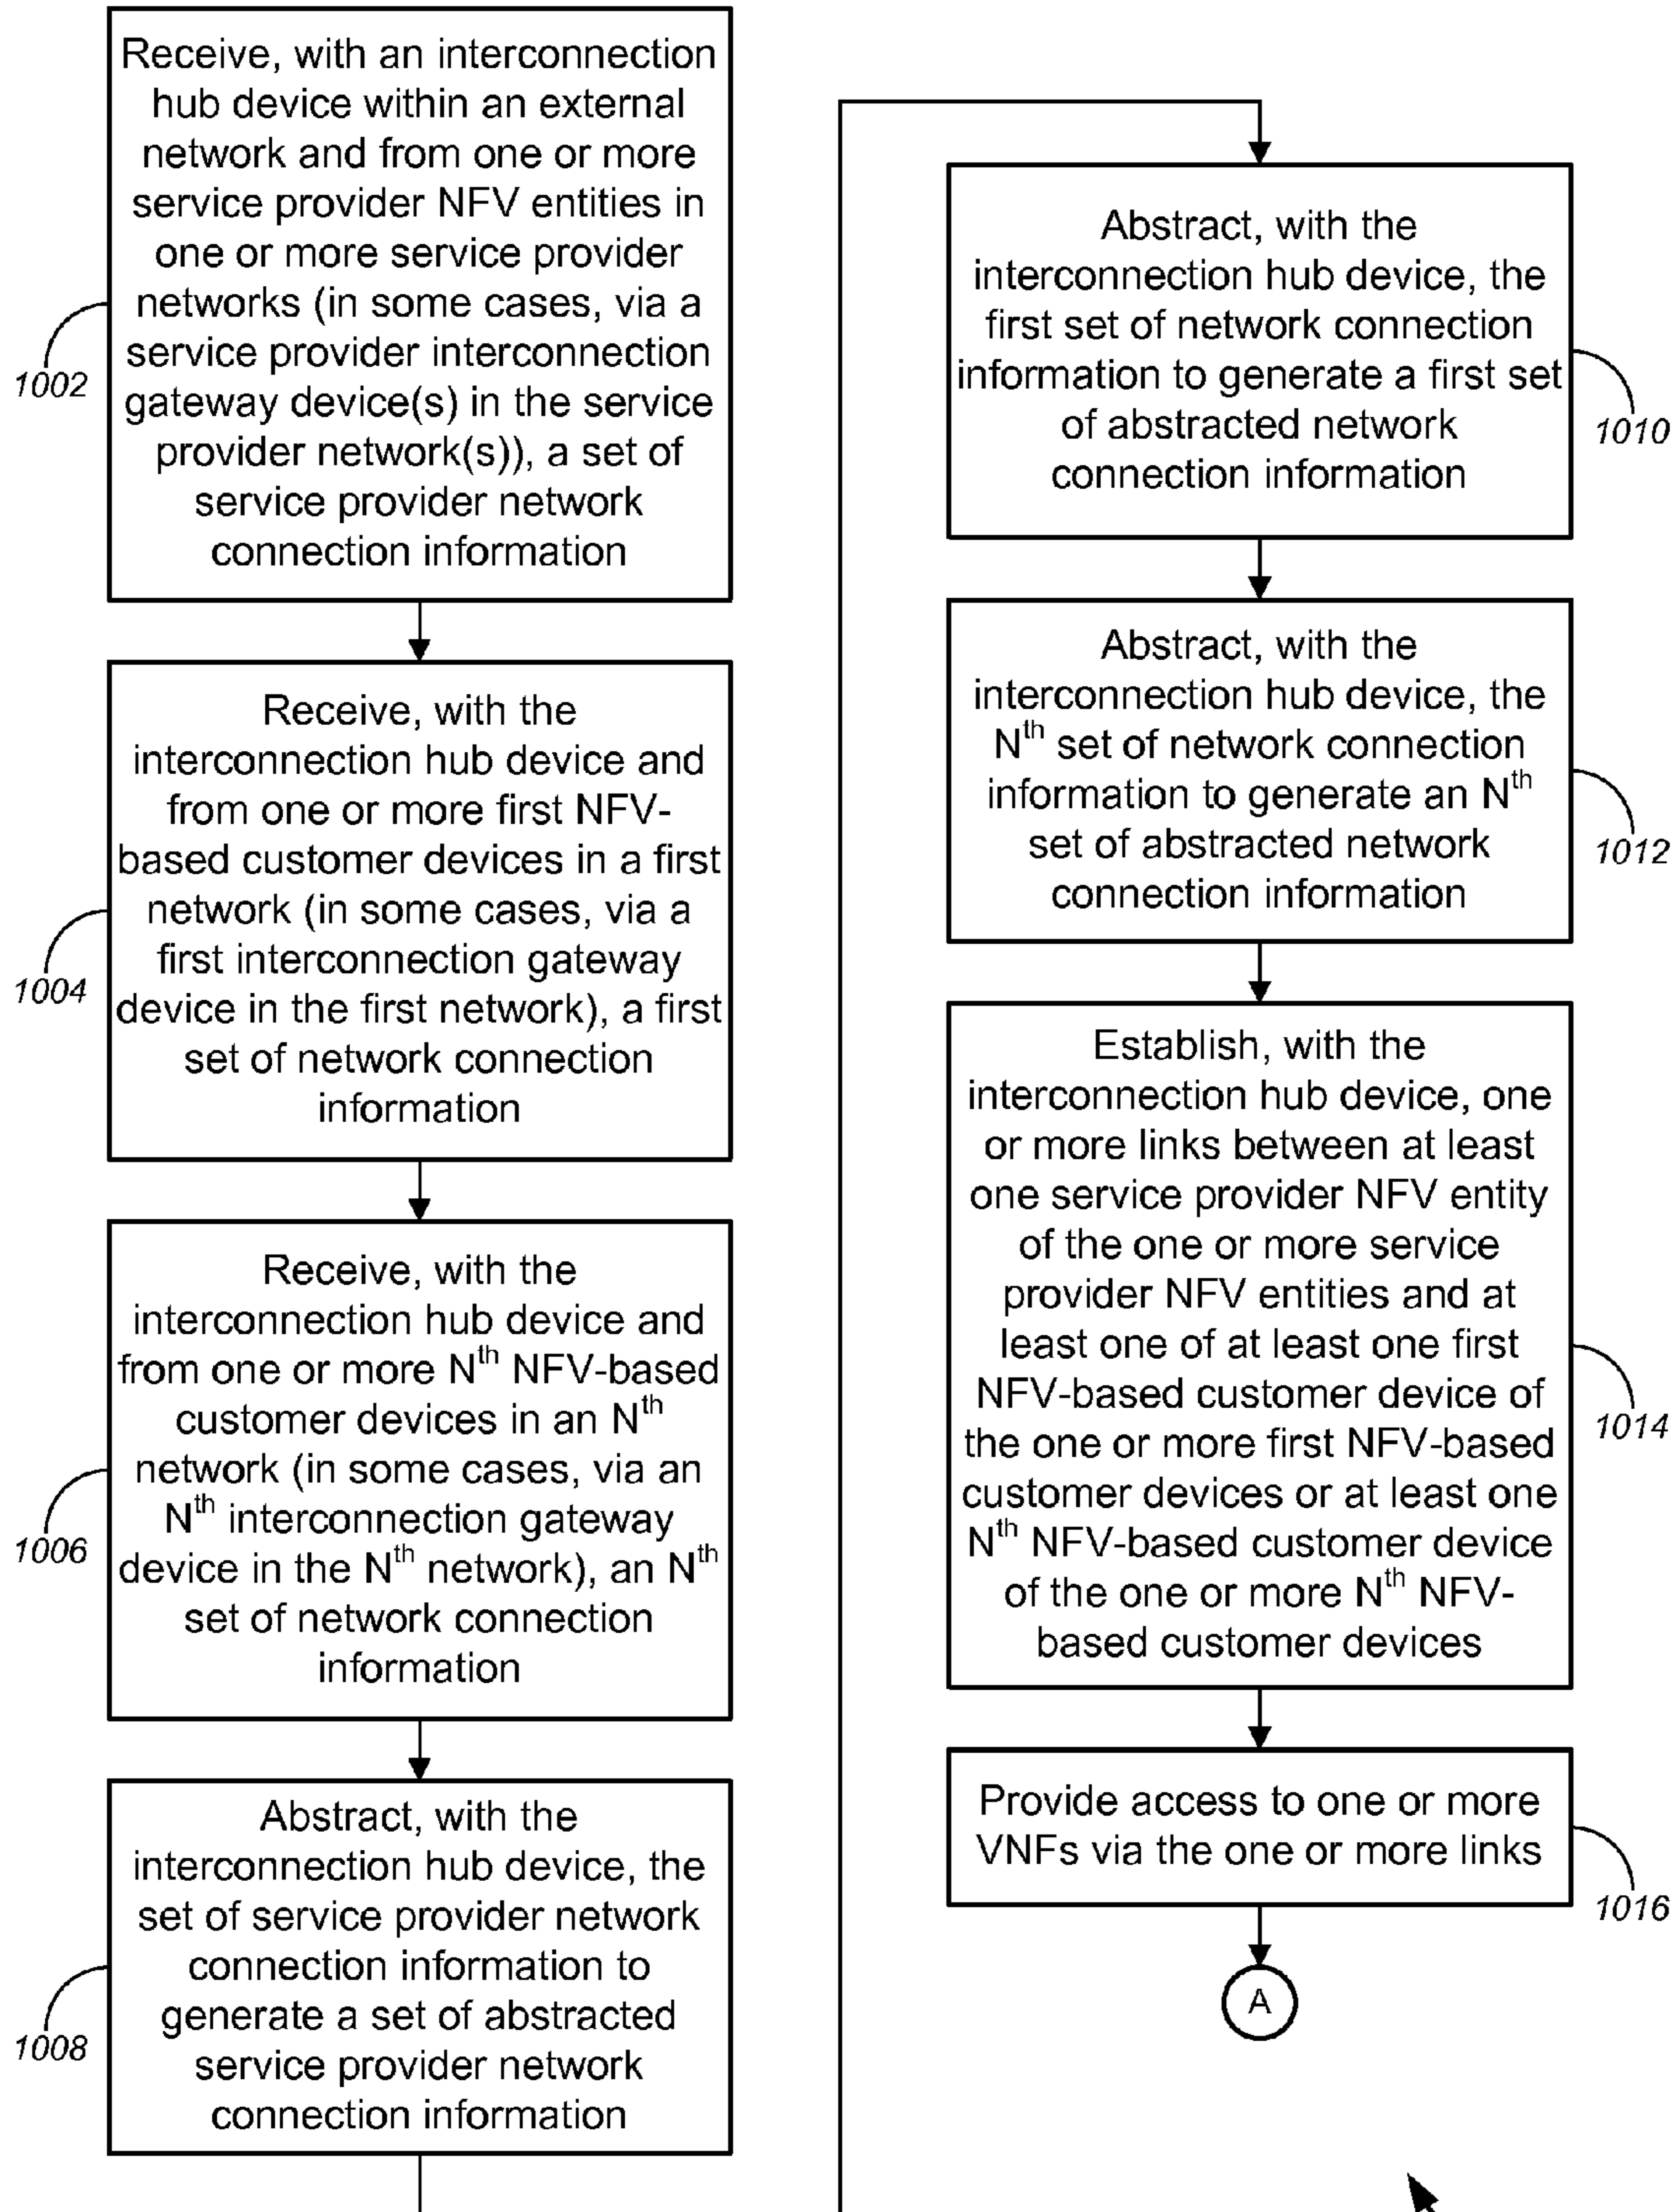 Receive, with an interconnection
hub device within an external
network and from one or more
service provider NFV entities in
one or more service provider
networks (in some cases, via a
service provider interconnection
gateway device(s) in the service
provider network(s)), a set of
service provider network
connection information
1002
Receive, with the
interconnection hub device and
from one or more first NFV-
based customer devices in a first
network (in some cases, via a
first interconnection gateway
device in the first network), a first
set of network connection
information
1004
Receive, with the
interconnection hub device and
from one or more Nth NFV-based
customer devices in an Nth
network (in some cases, via an
Nth interconnection gateway
device in the Nth network), an Nth
set of network connection
information
1006
Abstract, with the
interconnection hub device, the
set of service provider network
connection information to
generate a set of abstracted
service provider network
connection information
1008
Abstract, with the
interconnection hub device, the
first set of network connection
information to generate a first set
of abstracted network
connection information
1010
Abstract, with the
interconnection hub device, the
Nth set of network connection
information to generate an Nth
set of abstracted network
connection information
1012
Establish, with the
interconnection hub device, one
or more links between at least
one service provider NFV entity
of the one or more service
provider NFV entities and at
least one of at least one first
NFV-based customer device of
the one or more first NFV-based
customer devices or at least one
Nth NFV-based customer device
of the one or more Nth NFV-
based customer devices
1014
Provide access to one or more
VNFs via the one or more links
1016
A